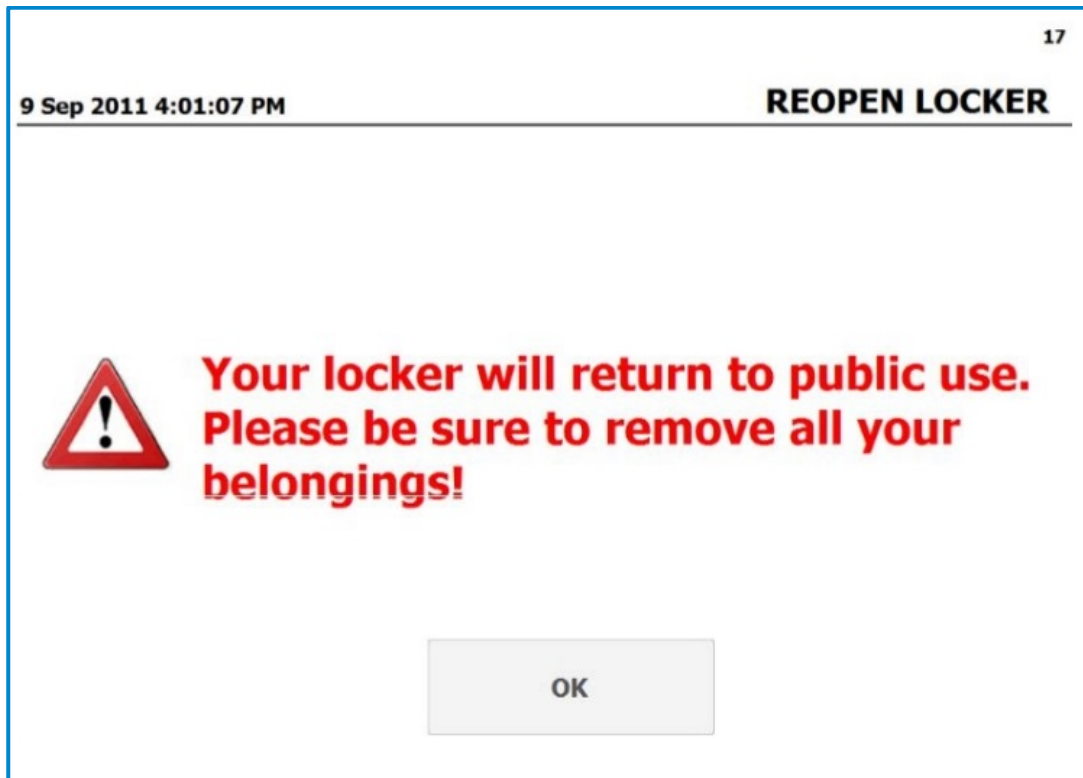 17
9 Sep 2011 4:01:07 PM
REOPEN LOCKER
Your locker will return to public use.
Please be sure to remove all your
belongings!
OK